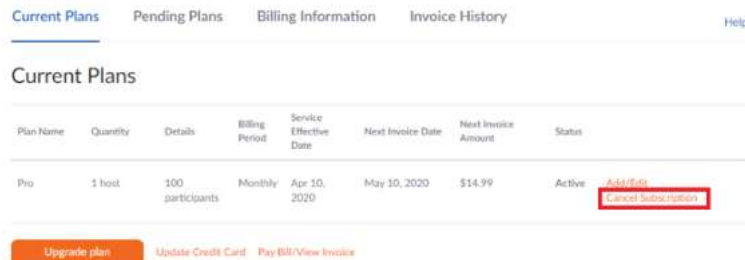 Current Plans Pending Plans Billing Information Invoice History
Help
Current Plans
Plan Name Quantity Details Billing Period Service Effective Date Next Invoice Date Next Invoice Amount Status
Pro 1 host 100 participants Monthly Apr 10, 2020 May 10, 2020 $14.99 Active Add/Edit
Cancel Subscription
Upgrade plan Update Credit Card Pay Bill/View Invoice